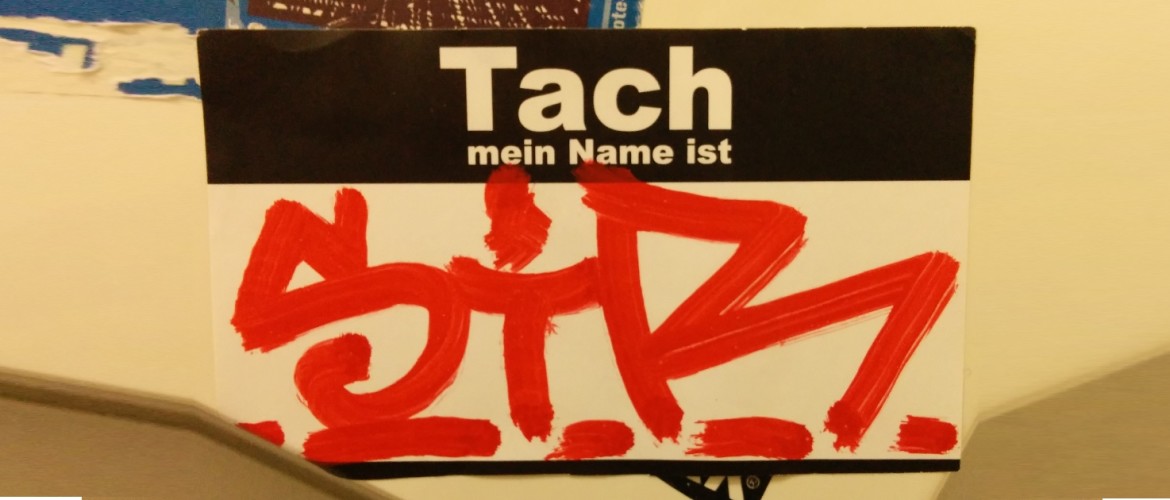 Tach
mein Name ist
SiR